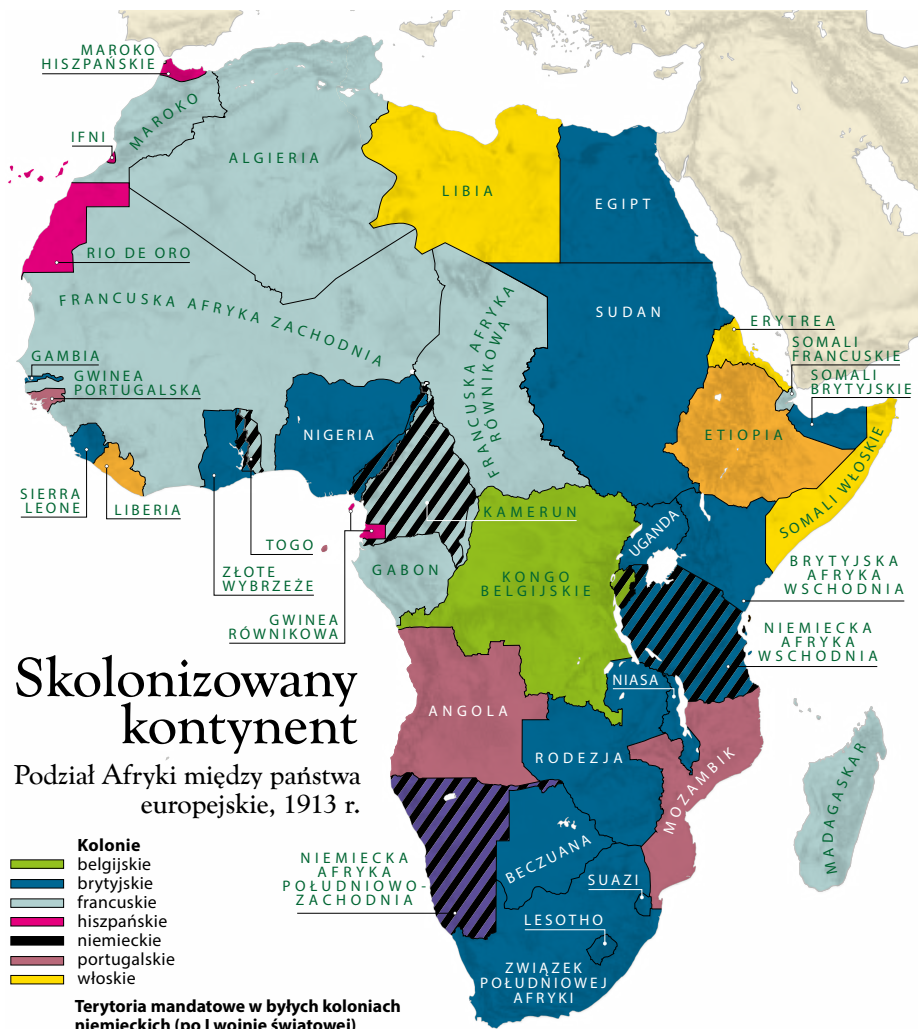 MAROKO
HISZPAŃSKIE
MAROKO
IFNI
ALGIERIA
LIBIA
EGIPT
RIO DE ORO
FRANCUSKA AFRYKA ZACHODNIA
FRANCUSKA AFRYKA
RÓWNIKOWA
SUDAN
ERYTREA
SOMALI
FRANCUSKIE
SOMALI
BRYTYJSKIE
GAMBIA
GWINEA
PORTUGALSKA
NIGERIA
ETIOPIA
SOMALI WŁOSKIE
SIERRA
LEONE
LIBERIA
KAMERUN
UGANDA
TOGO
ZŁOTE
WYBRZEŻE
GABON
KONGO
BELGIJSKIE
BRYTYJSKA
AFRYKA
WSCHODNIA
GWINEA
RÓWNIKOWA
NIEMIECKA
AFRYKA
WSCHODNIA
Skolonizowany
kontynent
Podział Afryki między państwa
europejskie, 1913 r.
NIASA
ANGOLA
RODEZJA
MOZAMBIK
MADAGASKAR
Kolonie
belgijskie
brytyjskie
francuskie
hiszpańskie
niemieckie
portugalskie
włoskie
NIEMIECKA
AFRYKA
POŁUDNIOWO-
ZACHODNIA
BECZUANA
SUAZI
LESOTHO
ZWIĄZEK
POŁUDNIOWEJ
AFRYKI
Terytoria mandatowe w byłych koloniach
niemieckich (po I wojnie światowej)